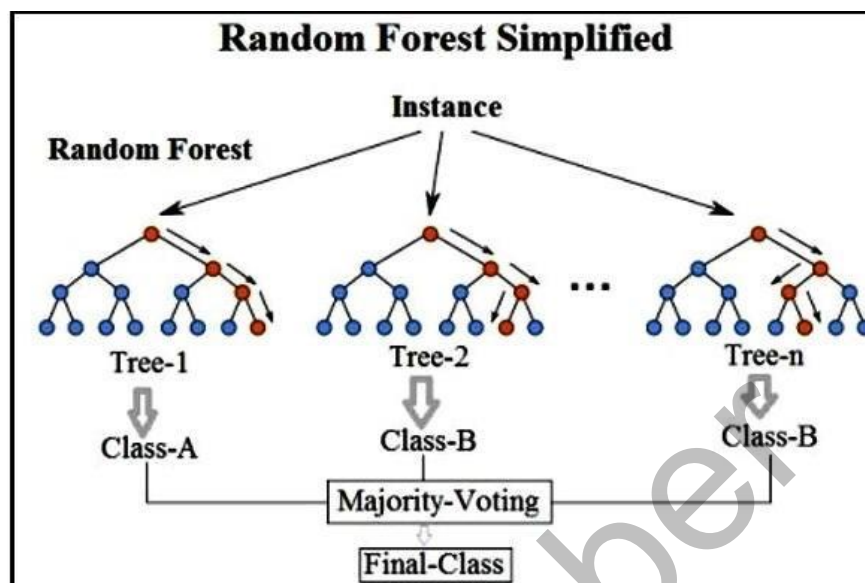 Random Forest Simplified
Instance
Random Forest
...
Tree-1 Tree-2 Tree-n
Class-A Class-B Class-B
Majority-Voting
Final-Class